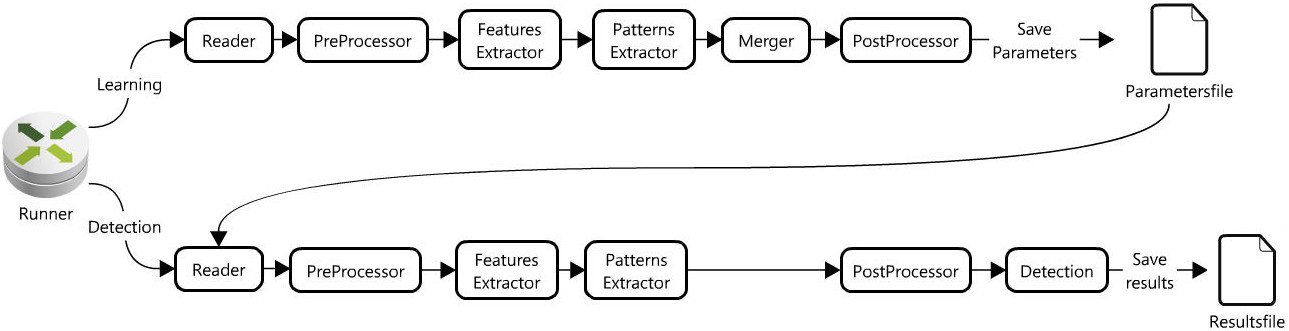 Reader
PreProcessor
Features
Extractor
Patterns
Extractor
Merger
PostProcessor
Save
Parameters
Parametersfile
Learning
Runner
Detection
Reader
PreProcessor
Features
Extractor
Patterns
Extractor
PostProcessor
Detection
Save
results
Resultsfile